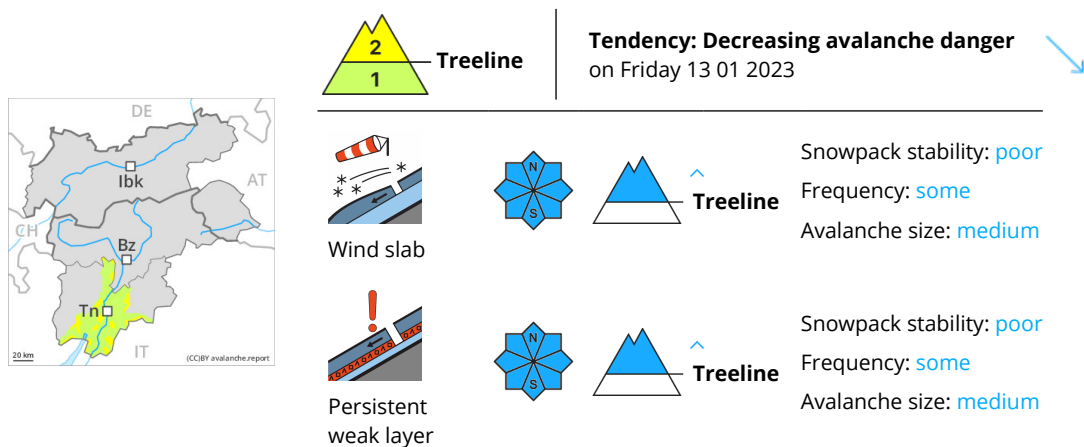 2
1
Treeline
Tendency: Decreasing avalanche danger
on Friday 13 01 2023
DE
Ibk
AT
CH
Bz
Tn
IT
20 km
(CC)BY avalanche.report
Wind slab
N
S
Treeline
Snowpack stability: poor
Frequency: some
Avalanche size: medium
Persistent
weak layer
N
S
Treeline
Snowpack stability: poor
Frequency: some
Avalanche size: medium